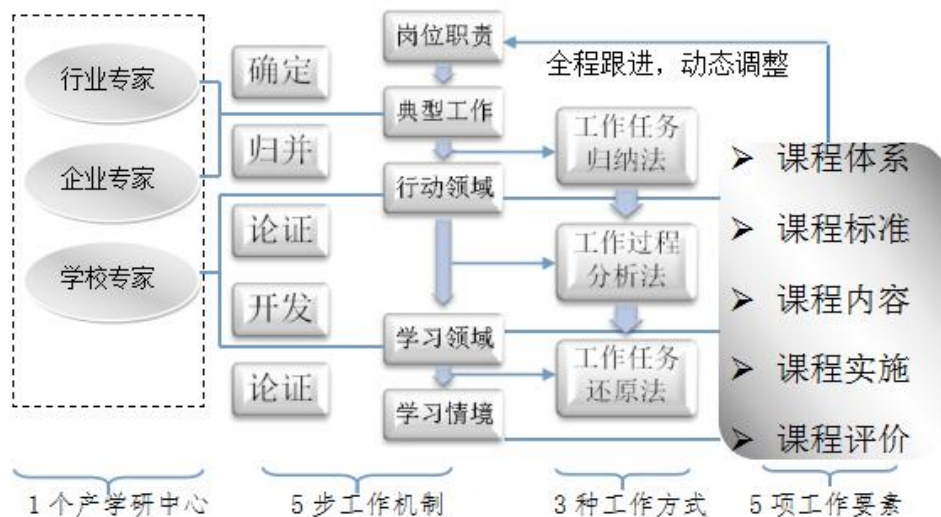 行业专家
企业专家
学校专家
确定
归并
论证
开发
论证
岗位职责
典型工作
行动领域
学习领域
学习情境
全程跟进，动态调整
工作任务
归纳法
工作过程
分析法
工作任务
还原法
➢ 课程体系
➢ 课程标准
➢ 课程内容
➢ 课程实施
➢ 课程评价
1个产学研中心
5步工作机制
3种工作方式
5项工作要素